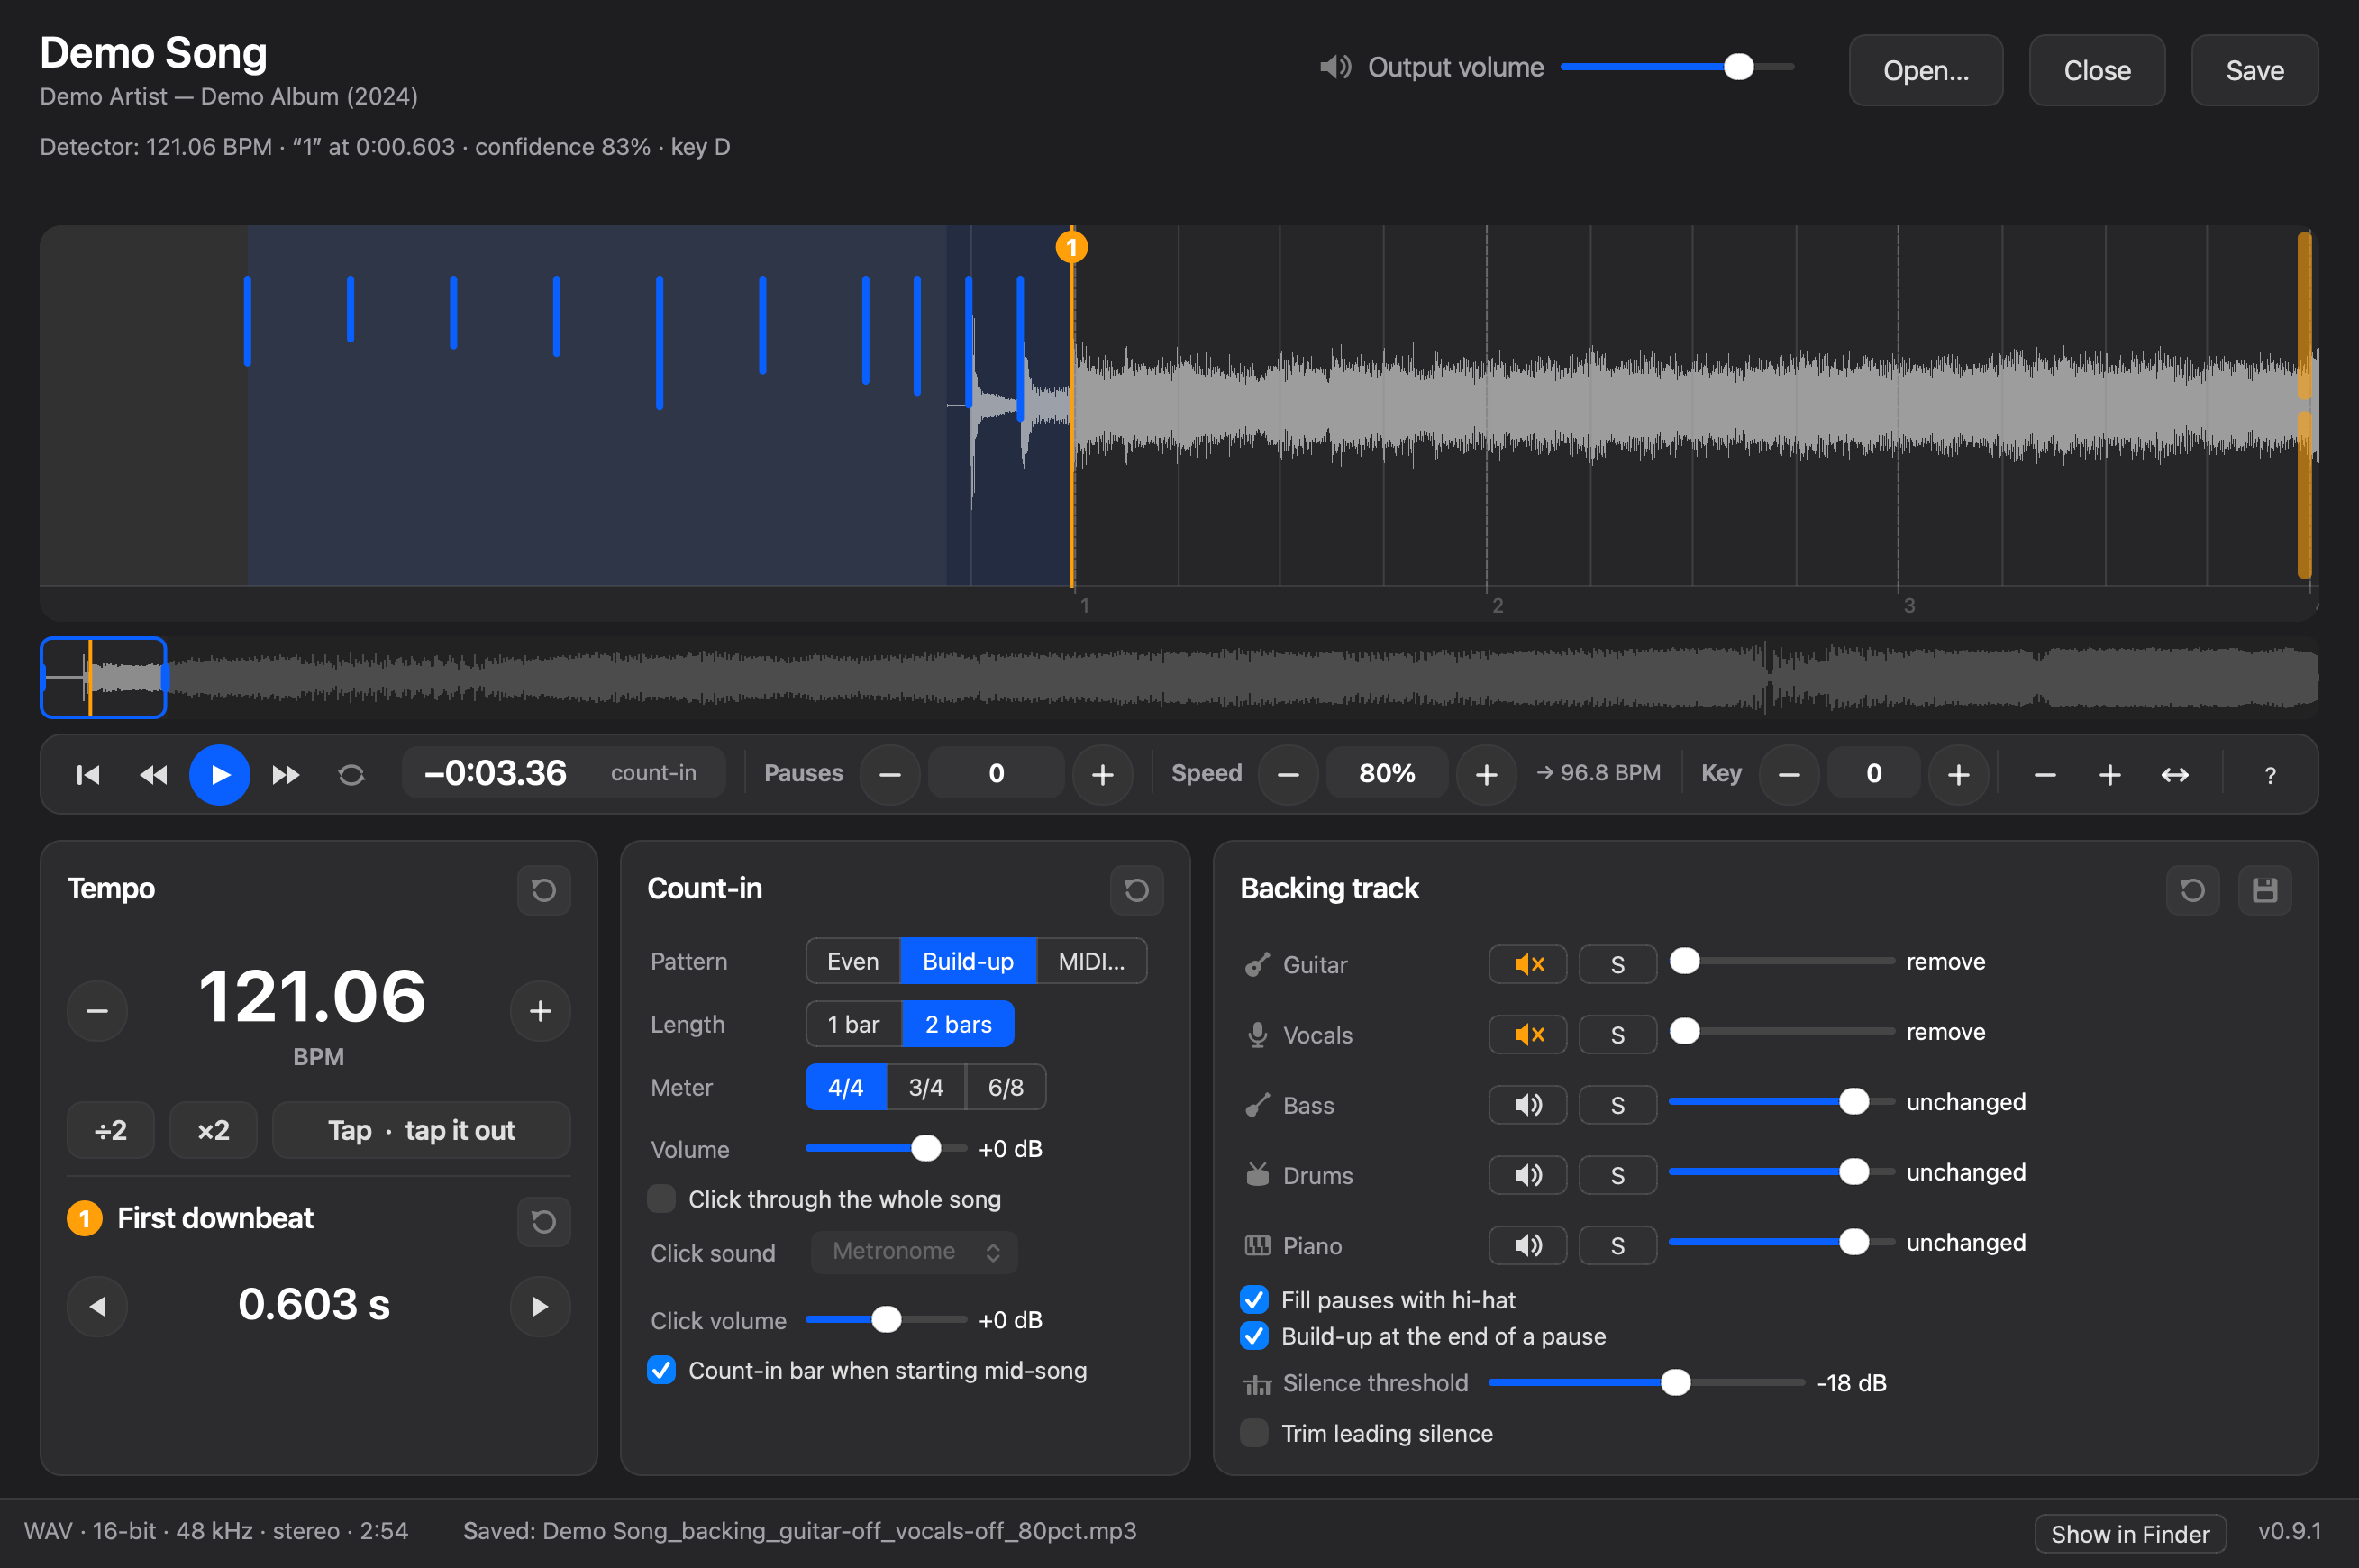 Demo Song
Output volume
Open...
Close
Save
Demo Artist — Demo Album (2024)
Detector: 121.06 BPM · “1” at 0:00.603 · confidence 83% · key D
1
1
2
3
−0:03.36
count-in
Pauses
−
0
+
Speed
−
80%
+
→ 96.8 BPM
Key
−
0
+
−
+
?
Tempo
−
121.06
+
BPM
÷2
×2
Tap · tap it out
1
First downbeat
0.603 s
Count-in
Pattern
Even
Build-up
MIDI...
Length
1 bar
2 bars
Meter
4/4
3/4
6/8
Volume
+0 dB
Click through the whole song
Click sound
Metronome
Click volume
+0 dB
Count-in bar when starting mid-song
Backing track
Guitar
S
remove
Vocals
S
remove
Bass
S
unchanged
Drums
S
unchanged
Piano
S
unchanged
Fill pauses with hi-hat
Build-up at the end of a pause
Silence threshold
-18 dB
Trim leading silence
WAV · 16-bit · 48 kHz · stereo · 2:54
Saved: Demo Song_backing_guitar-off_vocals-off_80pct.mp3
Show in Finder
v0.9.1